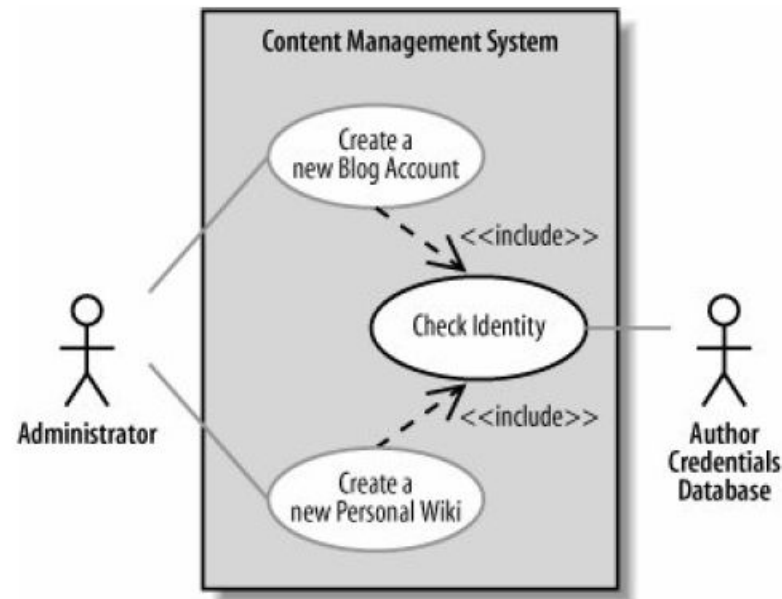 Content Management System
Create a
new Blog Account
<<include>>
Check Identity
<<include>>
Administrator
Author
Credentials
Database
Create a
new Personal Wiki